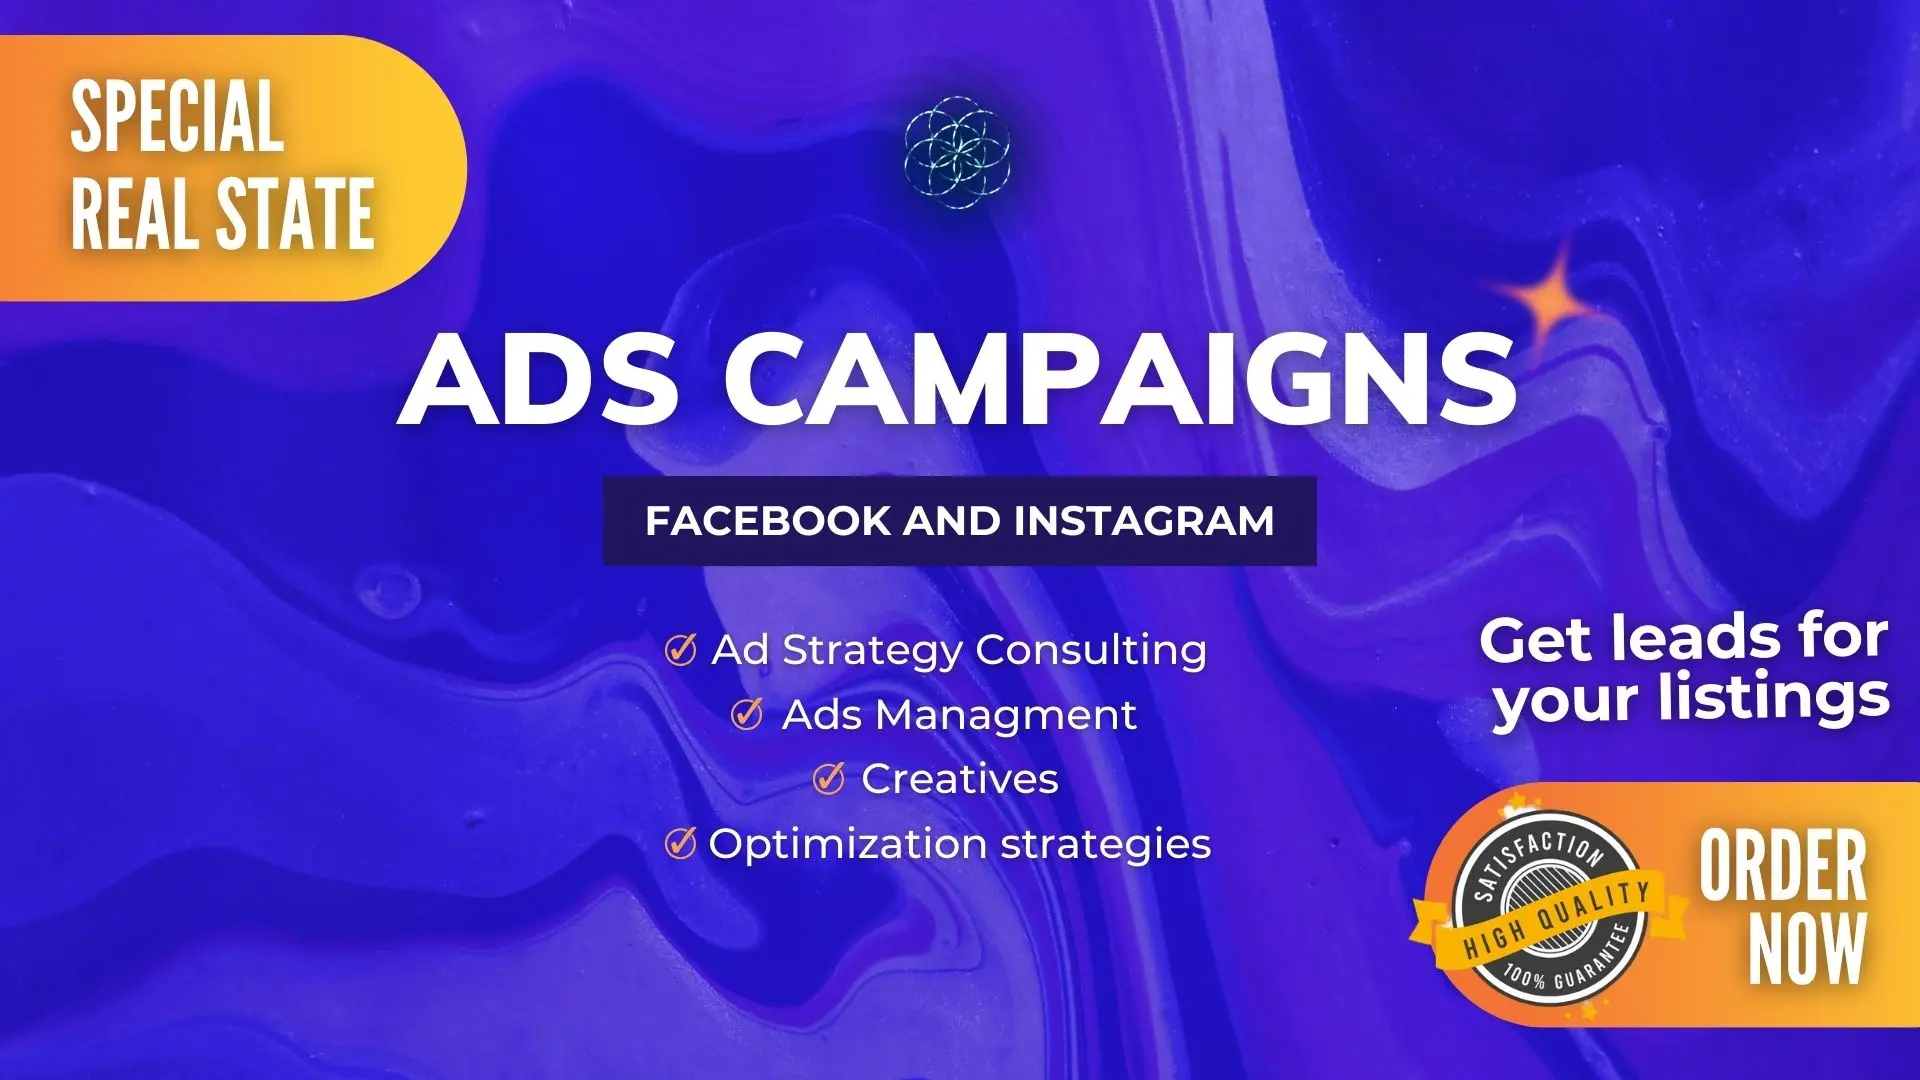 SPECIAL
REAL STATE
ADS CAMPAIGNS
FACEBOOK AND INSTAGRAM
Ad Strategy Consulting
Ads Managment
Creatives
Optimization strategies
Get leads for
your listings
SATISFACTION
HIGH QUALITY
100% GUARANTEE
ORDER
NOW